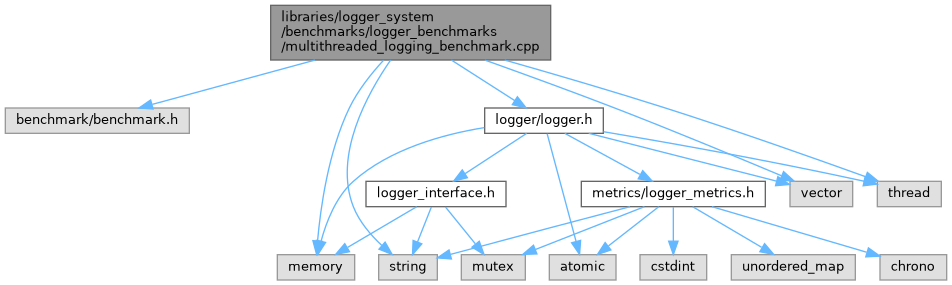 libraries/logger_system
/benchmarks/logger_benchmarks
/multithreaded_logging_benchmark.cpp
benchmark/benchmark.h
logger/logger.h
logger_interface.h
metrics/logger_metrics.h
vector
thread
memory
string
mutex
atomic
cstdint
unordered_map
chrono